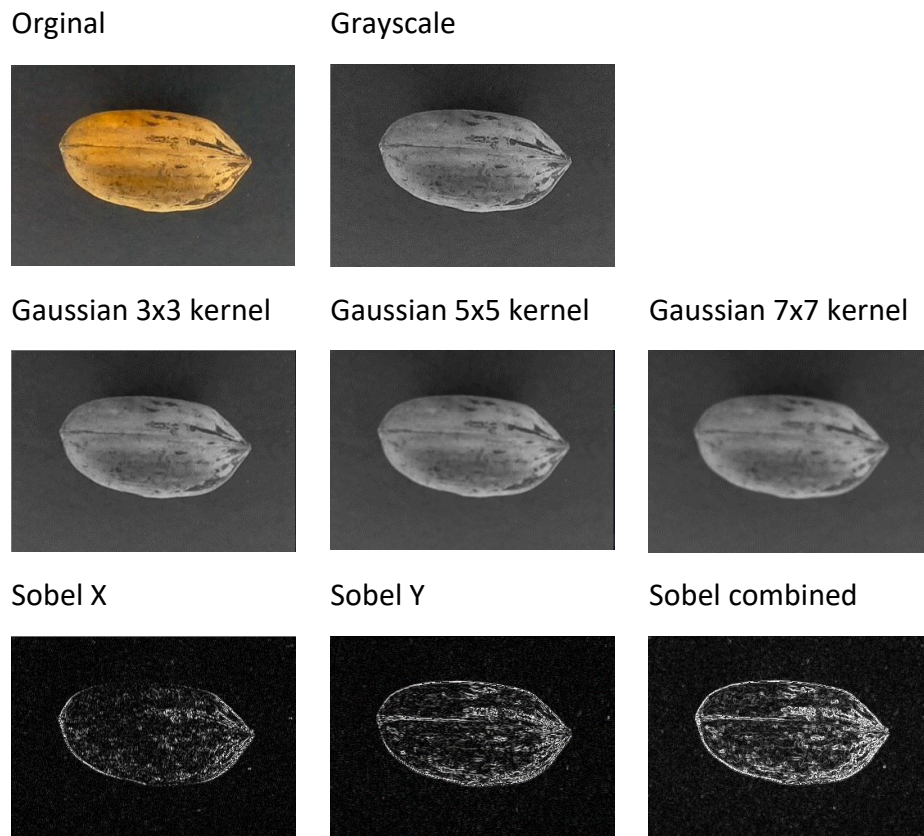 Orginal
Grayscale
Gaussian 3x3 kernel
Gaussian 5x5 kernel
Gaussian 7x7 kernel
Sobel X
Sobel Y
Sobel combined